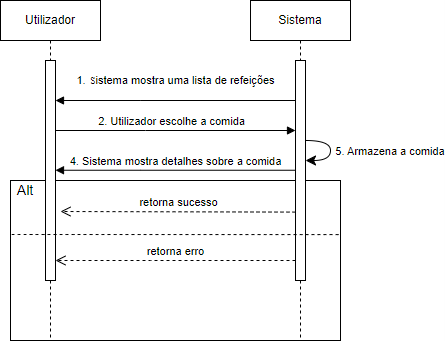 Utilizador
Sistema
1. Sistema mostra uma lista de refeições
2. Utilizador escolhe a comida
5. Armazena a comida
4. Sistema mostra detalhes sobre a comida
Alt
retorna sucesso
retorna erro